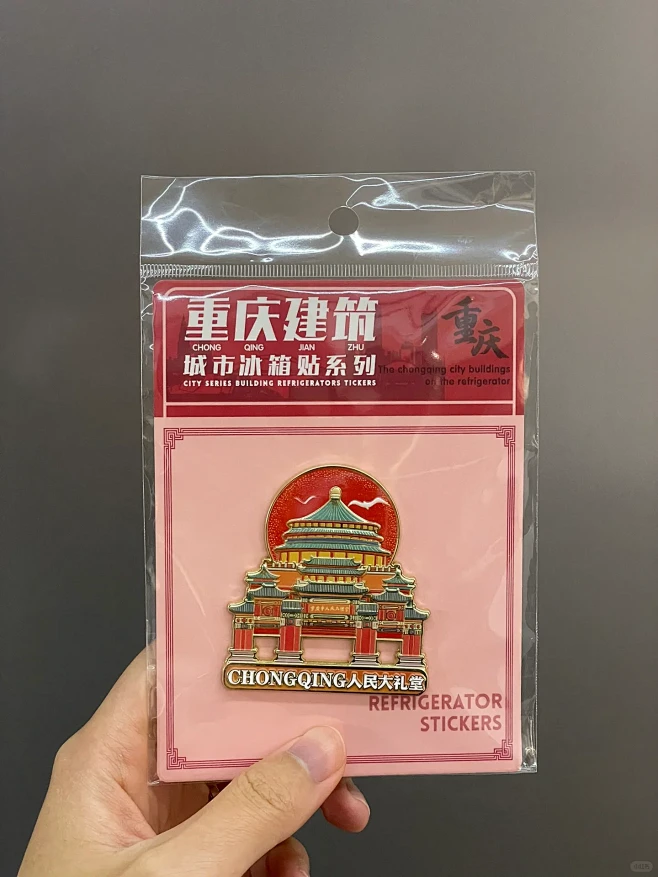 重庆建筑
CHONG QING JIAN ZHU
城市冰箱贴系列
CITY SERIES BUILDING REFRIGERATORS TICKERS
重庆
The chongqing city buildings
on the refrigerator
CHONGQING人民大礼堂
REFRIGERATOR
STICKERS